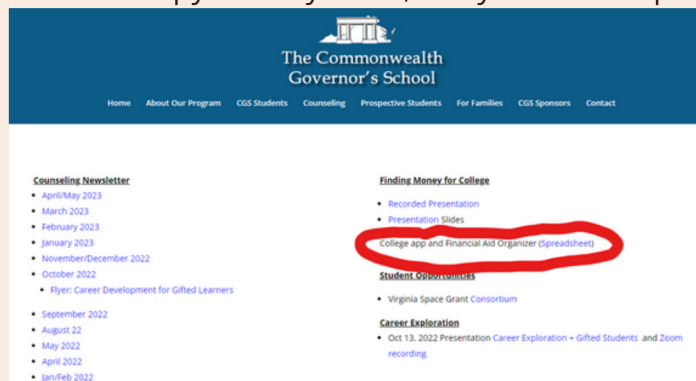 The Commonwealth
Governor's School
Home About Our Program CGS Students Counseling Prospective Students For Families CGS Sponsors Contact
Counseling Newsletter
• April/May 2023
• March 2023
• February 2023
• January 2023
• November/December 2022
• October 2022
• Flyer: Career Development for Gifted Learners
• September 2022
• August 22
• May 2022
• April 2022
• Jan/Feb 2022
Finding Money for College
• Recorded Presentation
• Presentation Slides
College app and Financial Aid Organizer (Spreadsheet)
Student Opportunities
• Virginia Space Grant Consortium
Career Exploration
• Oct 13, 2022 Presentation Career Exploration + Gifted Students and Zoom
recording